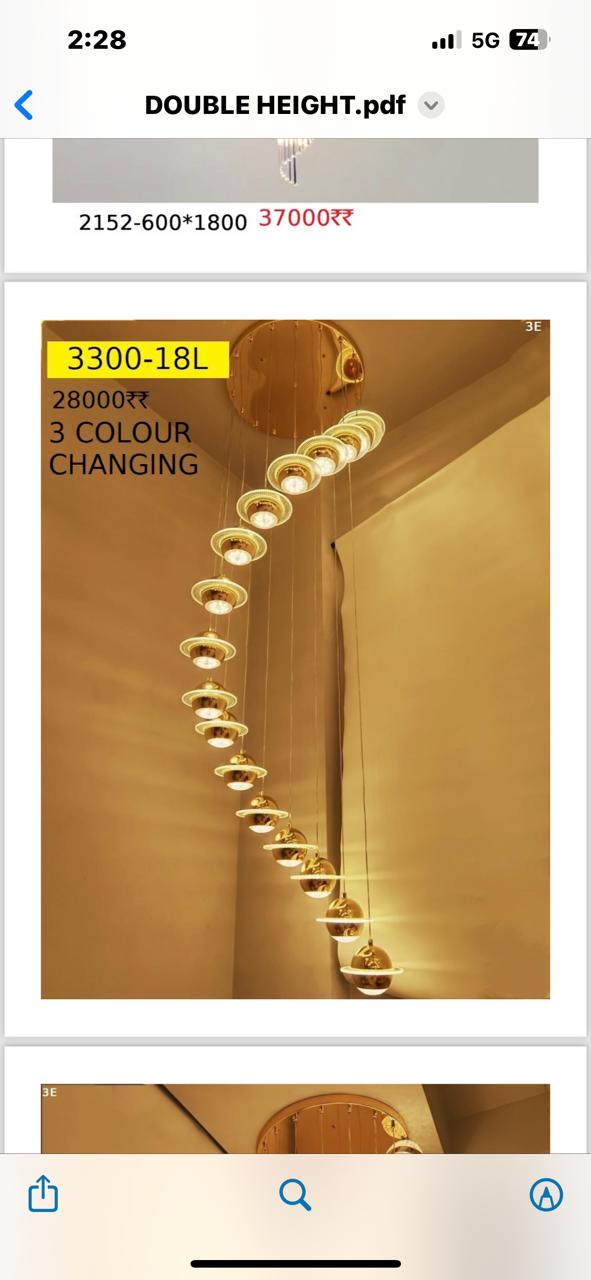 2:28
5G
74
DOUBLE HEIGHT.pdf
2152-600*1800 37000₹₹
3E
3300-18L
28000₹₹
3 COLOUR
CHANGING
3E